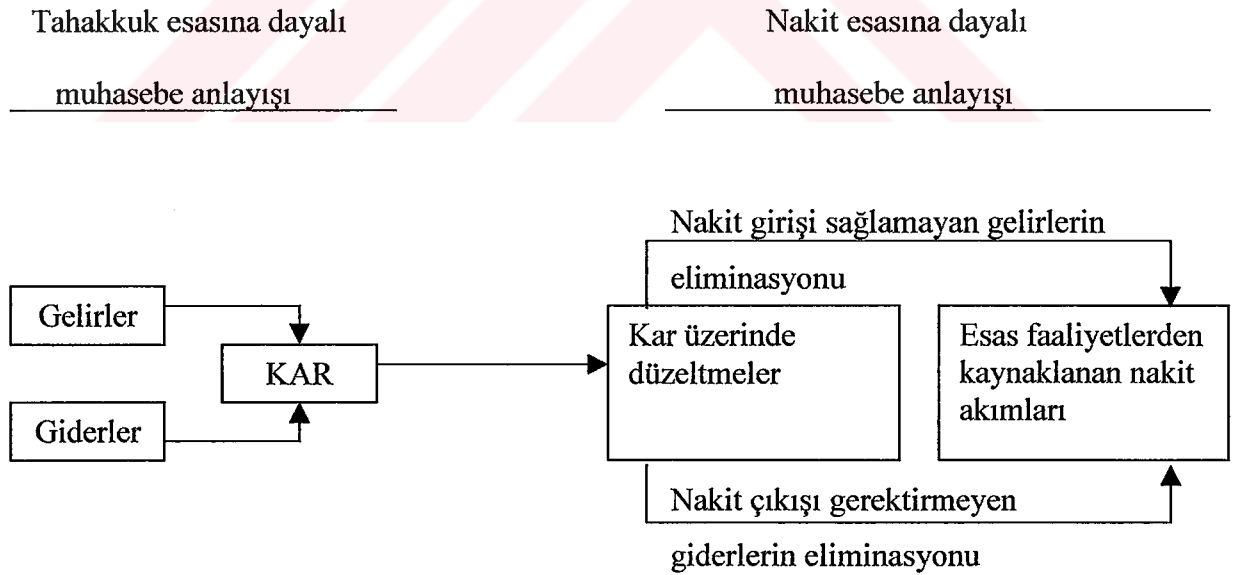 Tahakkuk esasına dayalı
muhasebe anlayışı
Nakit esasına dayalı
muhasebe anlayışı
Nakit girişi sağlamayan gelirlerin
eliminasyonu
Gelirler
Giderler
KAR
Kar üzerinde
düzeltmeler
Esas faaliyetlerden
kaynaklanan nakit
akımları
Nakit çıkışı gerektirmeyen
giderlerin eliminasyonu